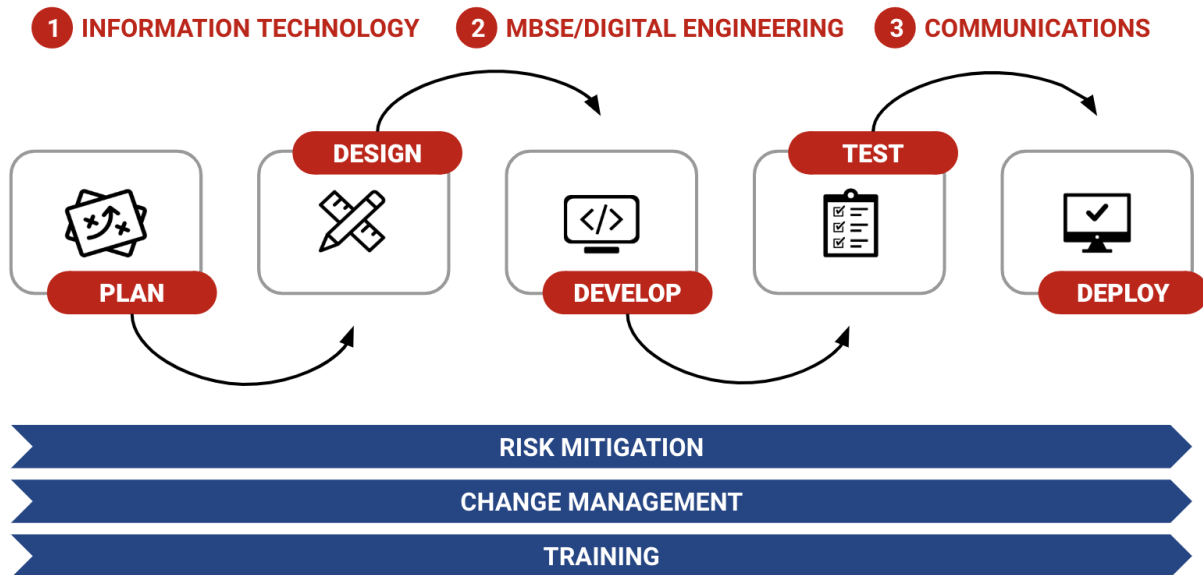 1 INFORMATION TECHNOLOGY 2 MBSE/DIGITAL ENGINEERING 3 COMMUNICATIONS
DESIGN TEST
PLAN DEVELOP DEPLOY
RISK MITIGATION
CHANGE MANAGEMENT
TRAINING